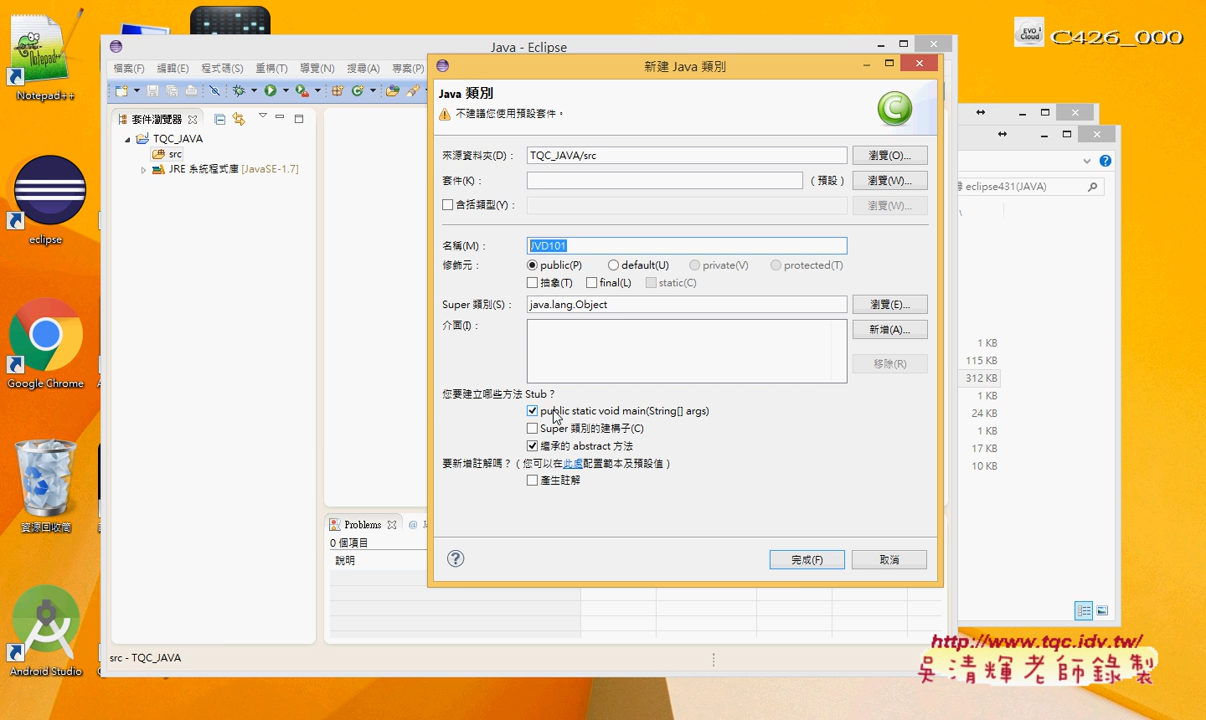 C426_000
EVO Cloud
Notepad++
eclipse
Google Chrome
資源回收筒
Android Studio
Java - Eclipse
檔案(F) 編輯(E) 程式碼(S) 重構(T) 導覽(N) 搜尋(A) 專案(P)
套件瀏覽器
TQC_JAVA
src
JRE 系統程式庫 [JavaSE-1.7]
Problems
0 個項目
說明
src - TQC_JAVA
新建 Java 類別
Java 類別
不建議您使用預設套件。
來源資料夾(D)： TQC_JAVA/src 瀏覽(O)...
套件(K)： (預設) 瀏覽(W)...
含括類型(Y)： 瀏覽(W)...
名稱(M)： JVD101
修飾元： public(P) default(U) private(V) protected(T)
抽象(T) final(L) static(C)
Super 類別(S)： java.lang.Object 瀏覽(E)...
介面(I)： 新增(A)...
移除(R)
您要建立哪些方法 Stub？
public static void main(String[] args)
Super 類別的建構子(C)
繼承的 abstract 方法
要新增註解嗎？（您可以在此處配置範本及預設值）
產生註解
完成(F) 取消
eclipse431(JAVA)
1 KB
115 KB
312 KB
1 KB
24 KB
1 KB
17 KB
10 KB
http://www.tqc.idv.tw/
吳清輝老師錄製